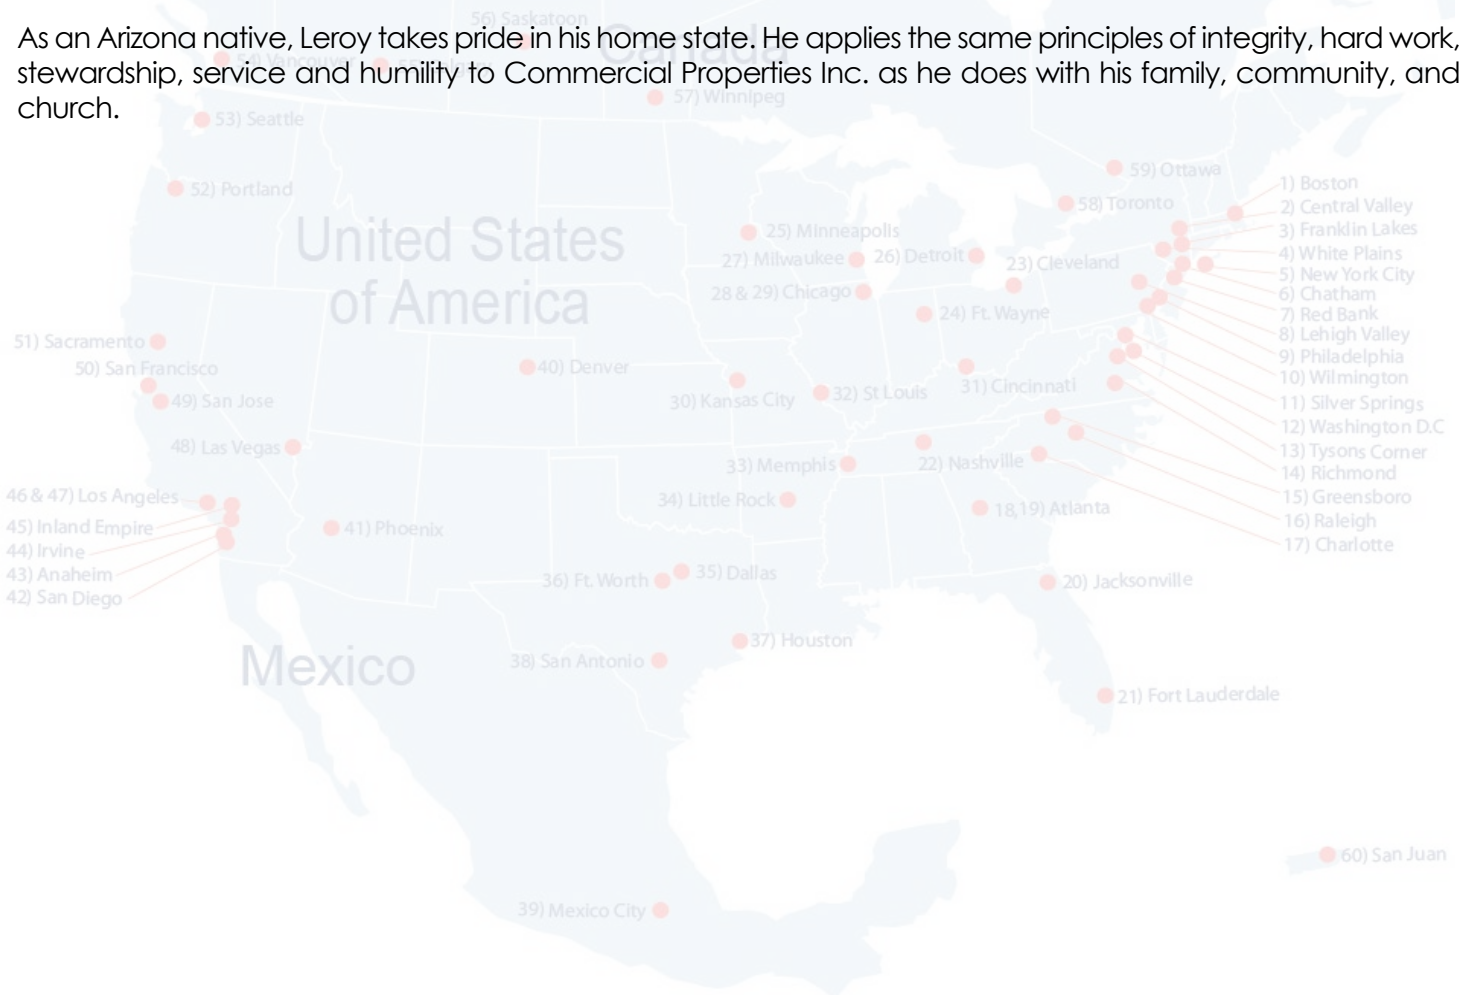 As an Arizona native, Leroy takes pride in his home state. He applies the same principles of integrity, hard work,
stewardship, service and humility to Commercial Properties Inc. as he does with his family, community, and
church.
56) Saskatoon
Canada
54) Vancouver
55) Calgary
57) Winnipeg
53) Seattle
59) Ottawa
52) Portland
58) Toronto
1) Boston
2) Central Valley
3) Franklin Lakes
4) White Plains
5) New York City
6) Chatham
7) Red Bank
8) Lehigh Valley
9) Philadelphia
10) Wilmington
11) Silver Springs
12) Washington D.C
13) Tysons Corner
14) Richmond
15) Greensboro
16) Raleigh
17) Charlotte
United States
of America
25) Minneapolis
27) Milwaukee
26) Detroit
23) Cleveland
28 & 29) Chicago
24) Ft. Wayne
51) Sacramento
50) San Francisco
49) San Jose
40) Denver
30) Kansas City
32) St Louis
31) Cincinnati
48) Las Vegas
33) Memphis
22) Nashville
46 & 47) Los Angeles
45) Inland Empire
44) Irvine
43) Anaheim
42) San Diego
41) Phoenix
34) Little Rock
18,19) Atlanta
36) Ft. Worth
35) Dallas
20) Jacksonville
37) Houston
38) San Antonio
Mexico
21) Fort Lauderdale
60) San Juan
39) Mexico City